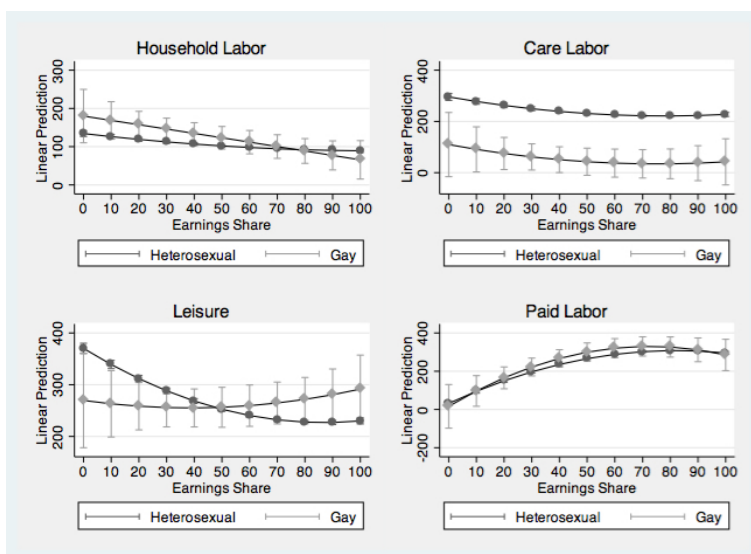 Household Labor
Linear Prediction
300
200
100
0
0 10 20 30 40 50 60 70 80 90 100
Earnings Share
Heterosexual Gay
Care Labor
Linear Prediction
400
200
0
0 10 20 30 40 50 60 70 80 90 100
Earnings Share
Heterosexual Gay
Leisure
Linear Prediction
400
300
200
0 10 20 30 40 50 60 70 80 90 100
Earnings Share
Heterosexual Gay
Paid Labor
Linear Prediction
400
200
0
-200
0 10 20 30 40 50 60 70 80 90 100
Earnings Share
Heterosexual Gay